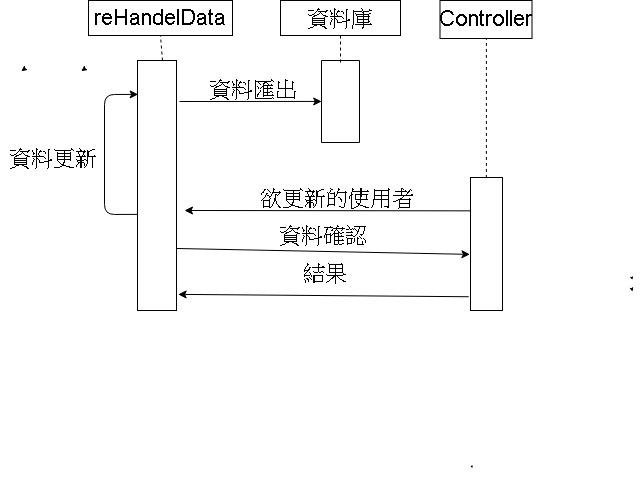 reHandelData
資料庫
Controller
資料匯出
資料更新
欲更新的使用者
資料確認
結果